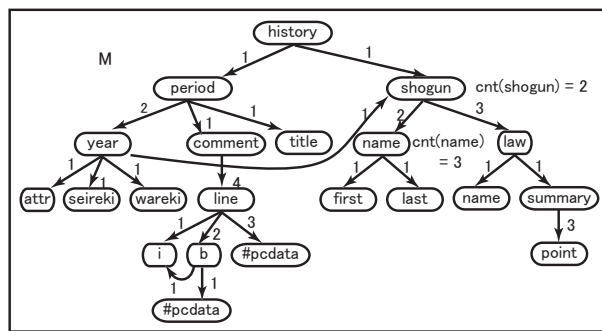 history
M
1 1
period shogun cnt(shogun) = 2
2 1 1 1 2 3
year comment title name cnt(name) = 3 law
1 1 1 1 1 1 1
attr seireki wareki line 4 first last name summary
1 2 3 3
i b #pcdata point
1 1
#pcdata